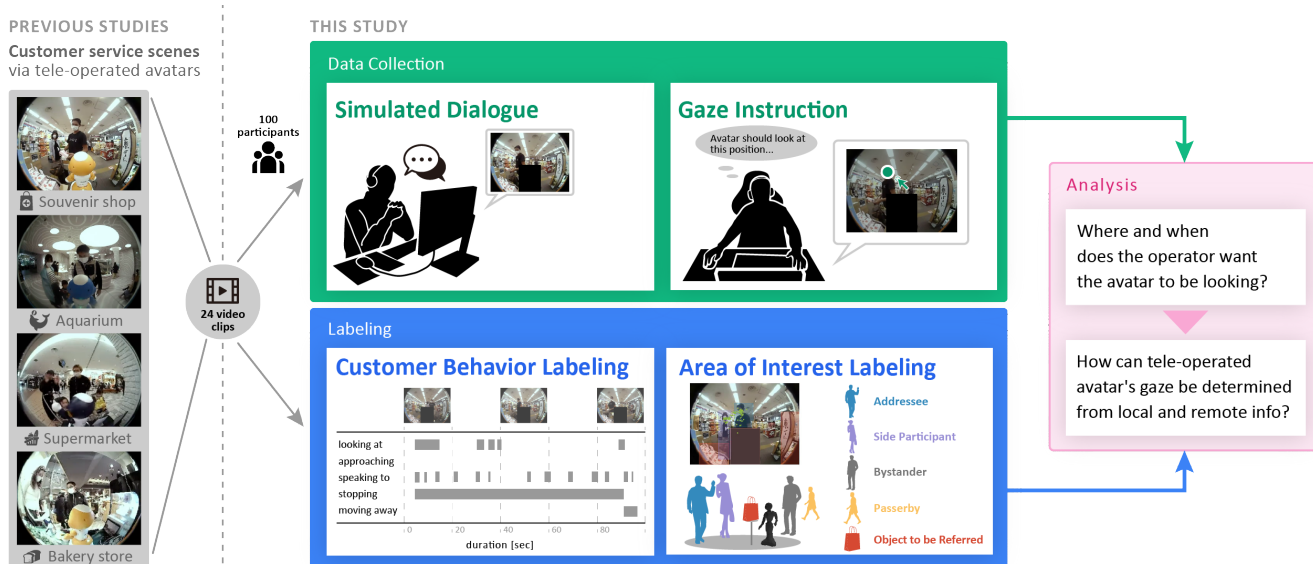 PREVIOUS STUDIES
Customer service scenes
via tele-operated avatars
Souvenir shop
Aquarium
Supermarket
Bakery store
24 video
clips
100
participants
THIS STUDY
Data Collection
Simulated Dialogue
Gaze Instruction
Avatar should look at
this position...
Labeling
Customer Behavior Labeling
looking at
approaching
speaking to
stopping
moving away
0 20 40 60 80
duration [sec]
Area of Interest Labeling
Addressee
Side Participant
Bystander
Passerby
Object to be Referred
Analysis
Where and when
does the operator want
the avatar to be looking?
How can tele-operated
avatar's gaze be determined
from local and remote info?